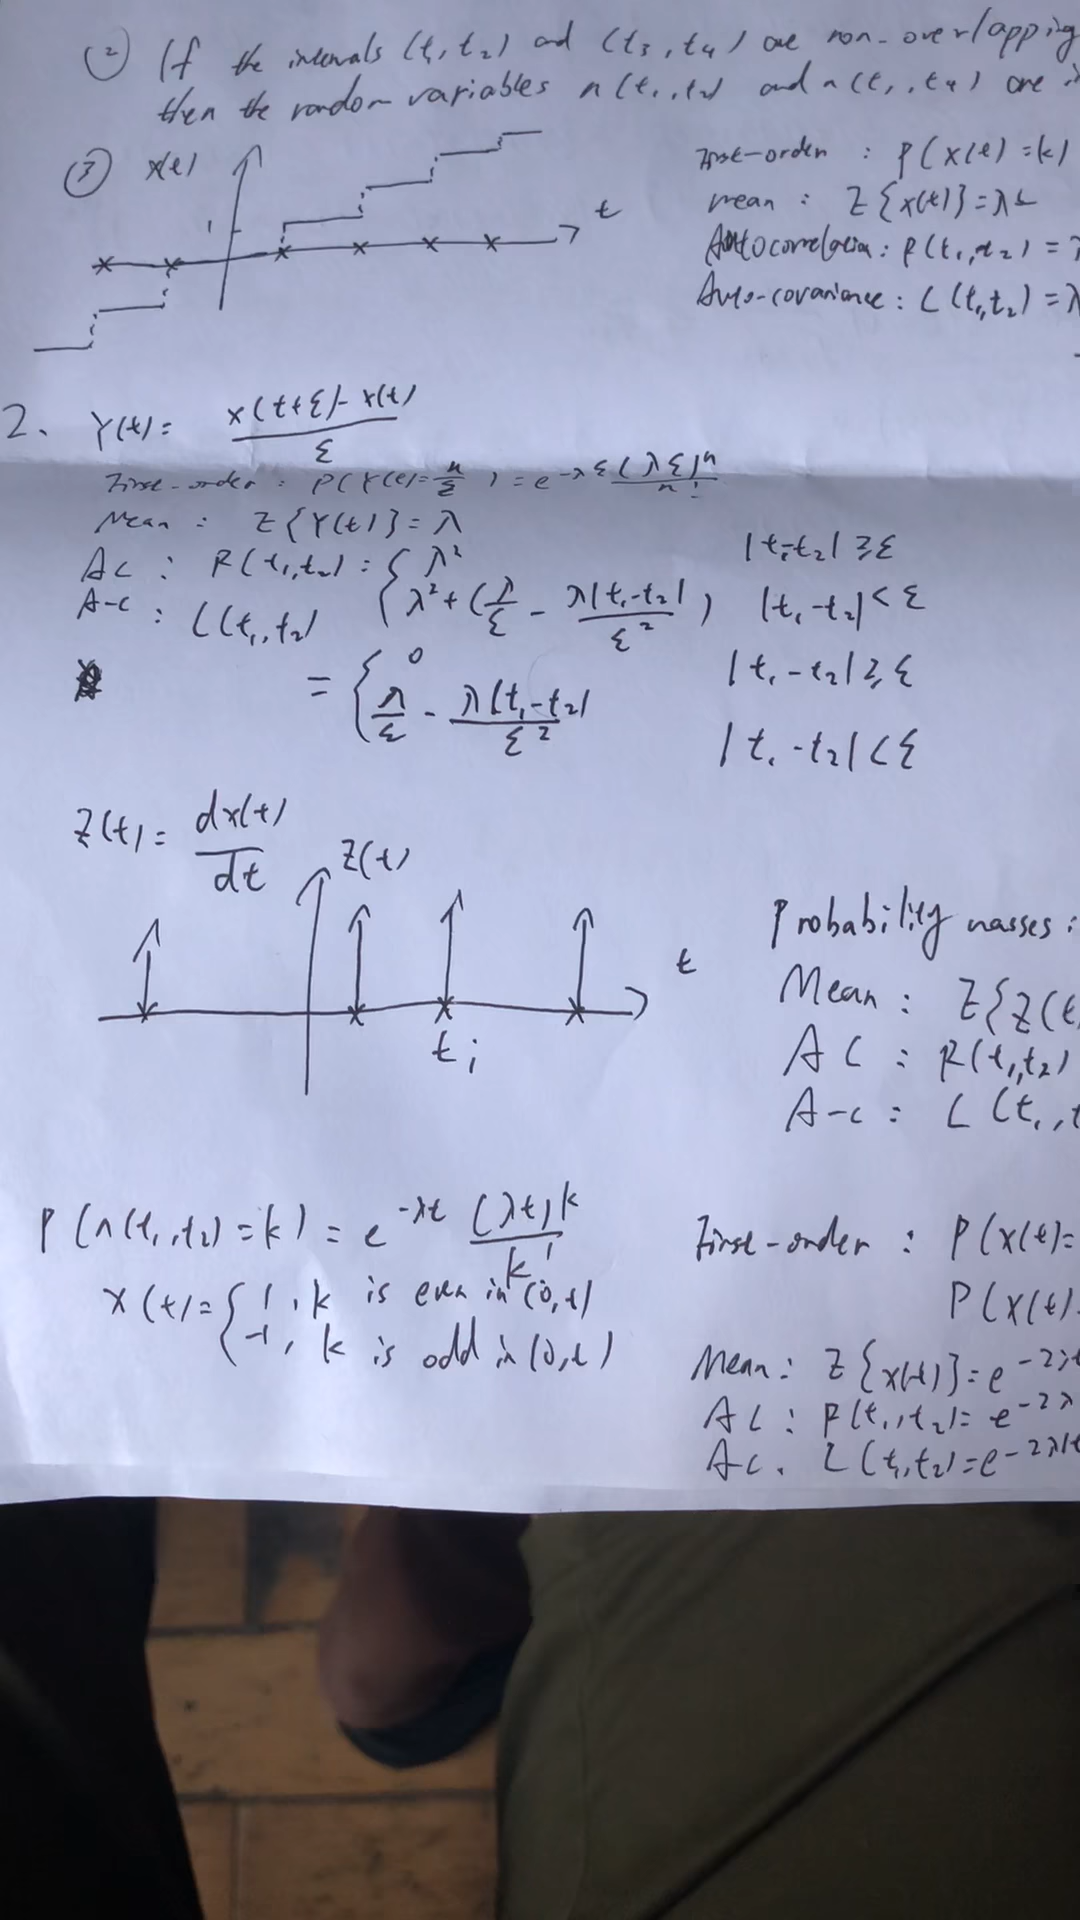 ② If the intervals (t₁, t₂) and (t₃, t₄) are non-overlapping
then the random variables n(t₁, t₂) and n(t₁, t₄) are
③ x(t)
1
t
First-order : P(x(t) = k)
mean : Z{x(t)} = λt
Autocorrelation : R(t₁, t₂) =
Auto-covariance : C(t₁, t₂) = λ
2. Y(t) = x(t+ε) - x(t) / ε
First-order : P(Y(t) = n/ε) = e^-λε (λε)^n / n!
Mean : Z{Y(t)} = λ
AC : R(t₁, t₂) = { λ² |t₁-t₂| ≥ ε
{ λ² + (λ/ε - λ|t₁-t₂| / ε²) |t₁-t₂| < ε
A-C : C(t₁, t₂)
= { 0 |t₁-t₂| ≥ ε
{ λ/ε - λ|t₁-t₂| / ε² |t₁-t₂| < ε
Z(t) = dx(t) / dt
Z(t)
t
tᵢ
Probability masses :
Mean : Z{Z(t
AC : R(t₁, t₂)
A-C : C(t₁, t
P(n(t₁, t₂) = k) = e^-λt (λt)^k / k!
x(t) = { 1, k is even in (0, t)
{ -1, k is odd in (0, t)
First-order : P(x(t) =
P(x(t)
Mean : Z{x(t)} = e^-2λt
AC : R(t₁, t₂) = e^-2λ
AC. C(t₁, t₂) = e^-2λ|t